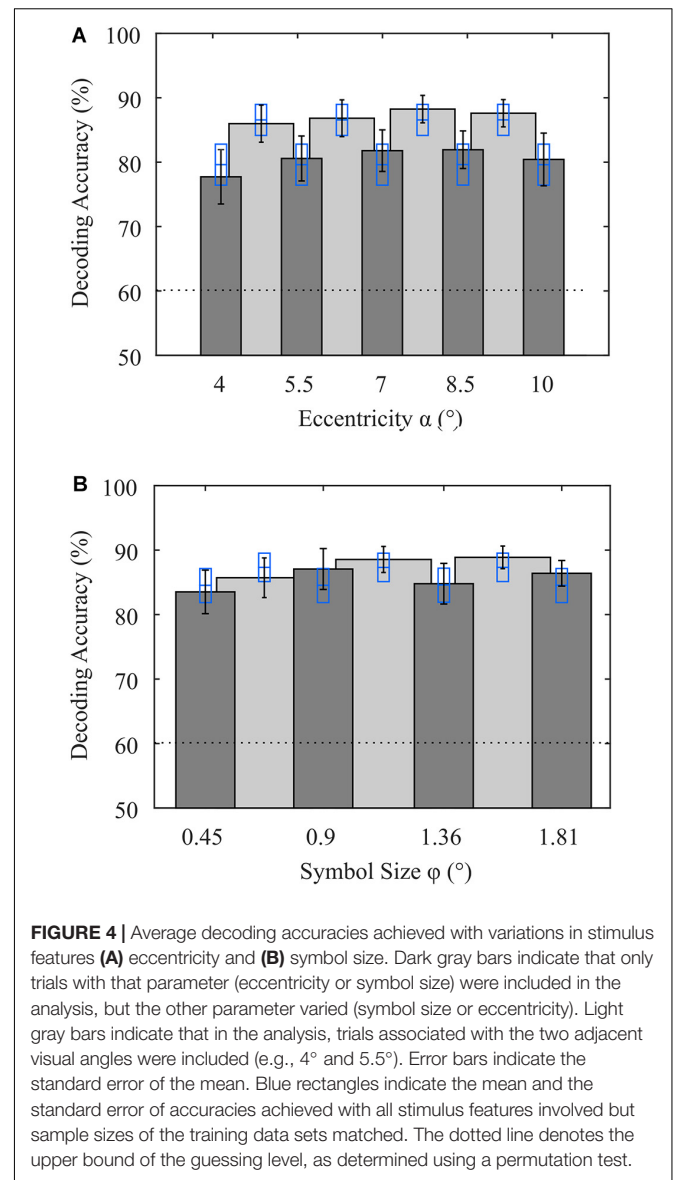 A
100
90
80
70
60
50
Decoding Accuracy (%)
4 5.5 7 8.5 10
Eccentricity α (°)
B
100
90
80
70
60
50
Decoding Accuracy (%)
0.45 0.9 1.36 1.81
Symbol Size φ (°)
FIGURE 4 | Average decoding accuracies achieved with variations in stimulus
features (A) eccentricity and (B) symbol size. Dark gray bars indicate that only
trials with that parameter (eccentricity or symbol size) were included in the
analysis, but the other parameter varied (symbol size or eccentricity). Light
gray bars indicate that in the analysis, trials associated with the two adjacent
visual angles were included (e.g., 4° and 5.5°). Error bars indicate the
standard error of the mean. Blue rectangles indicate the mean and the
standard error of accuracies achieved with all stimulus features involved but
sample sizes of the training data sets matched. The dotted line denotes the
upper bound of the guessing level, as determined using a permutation test.